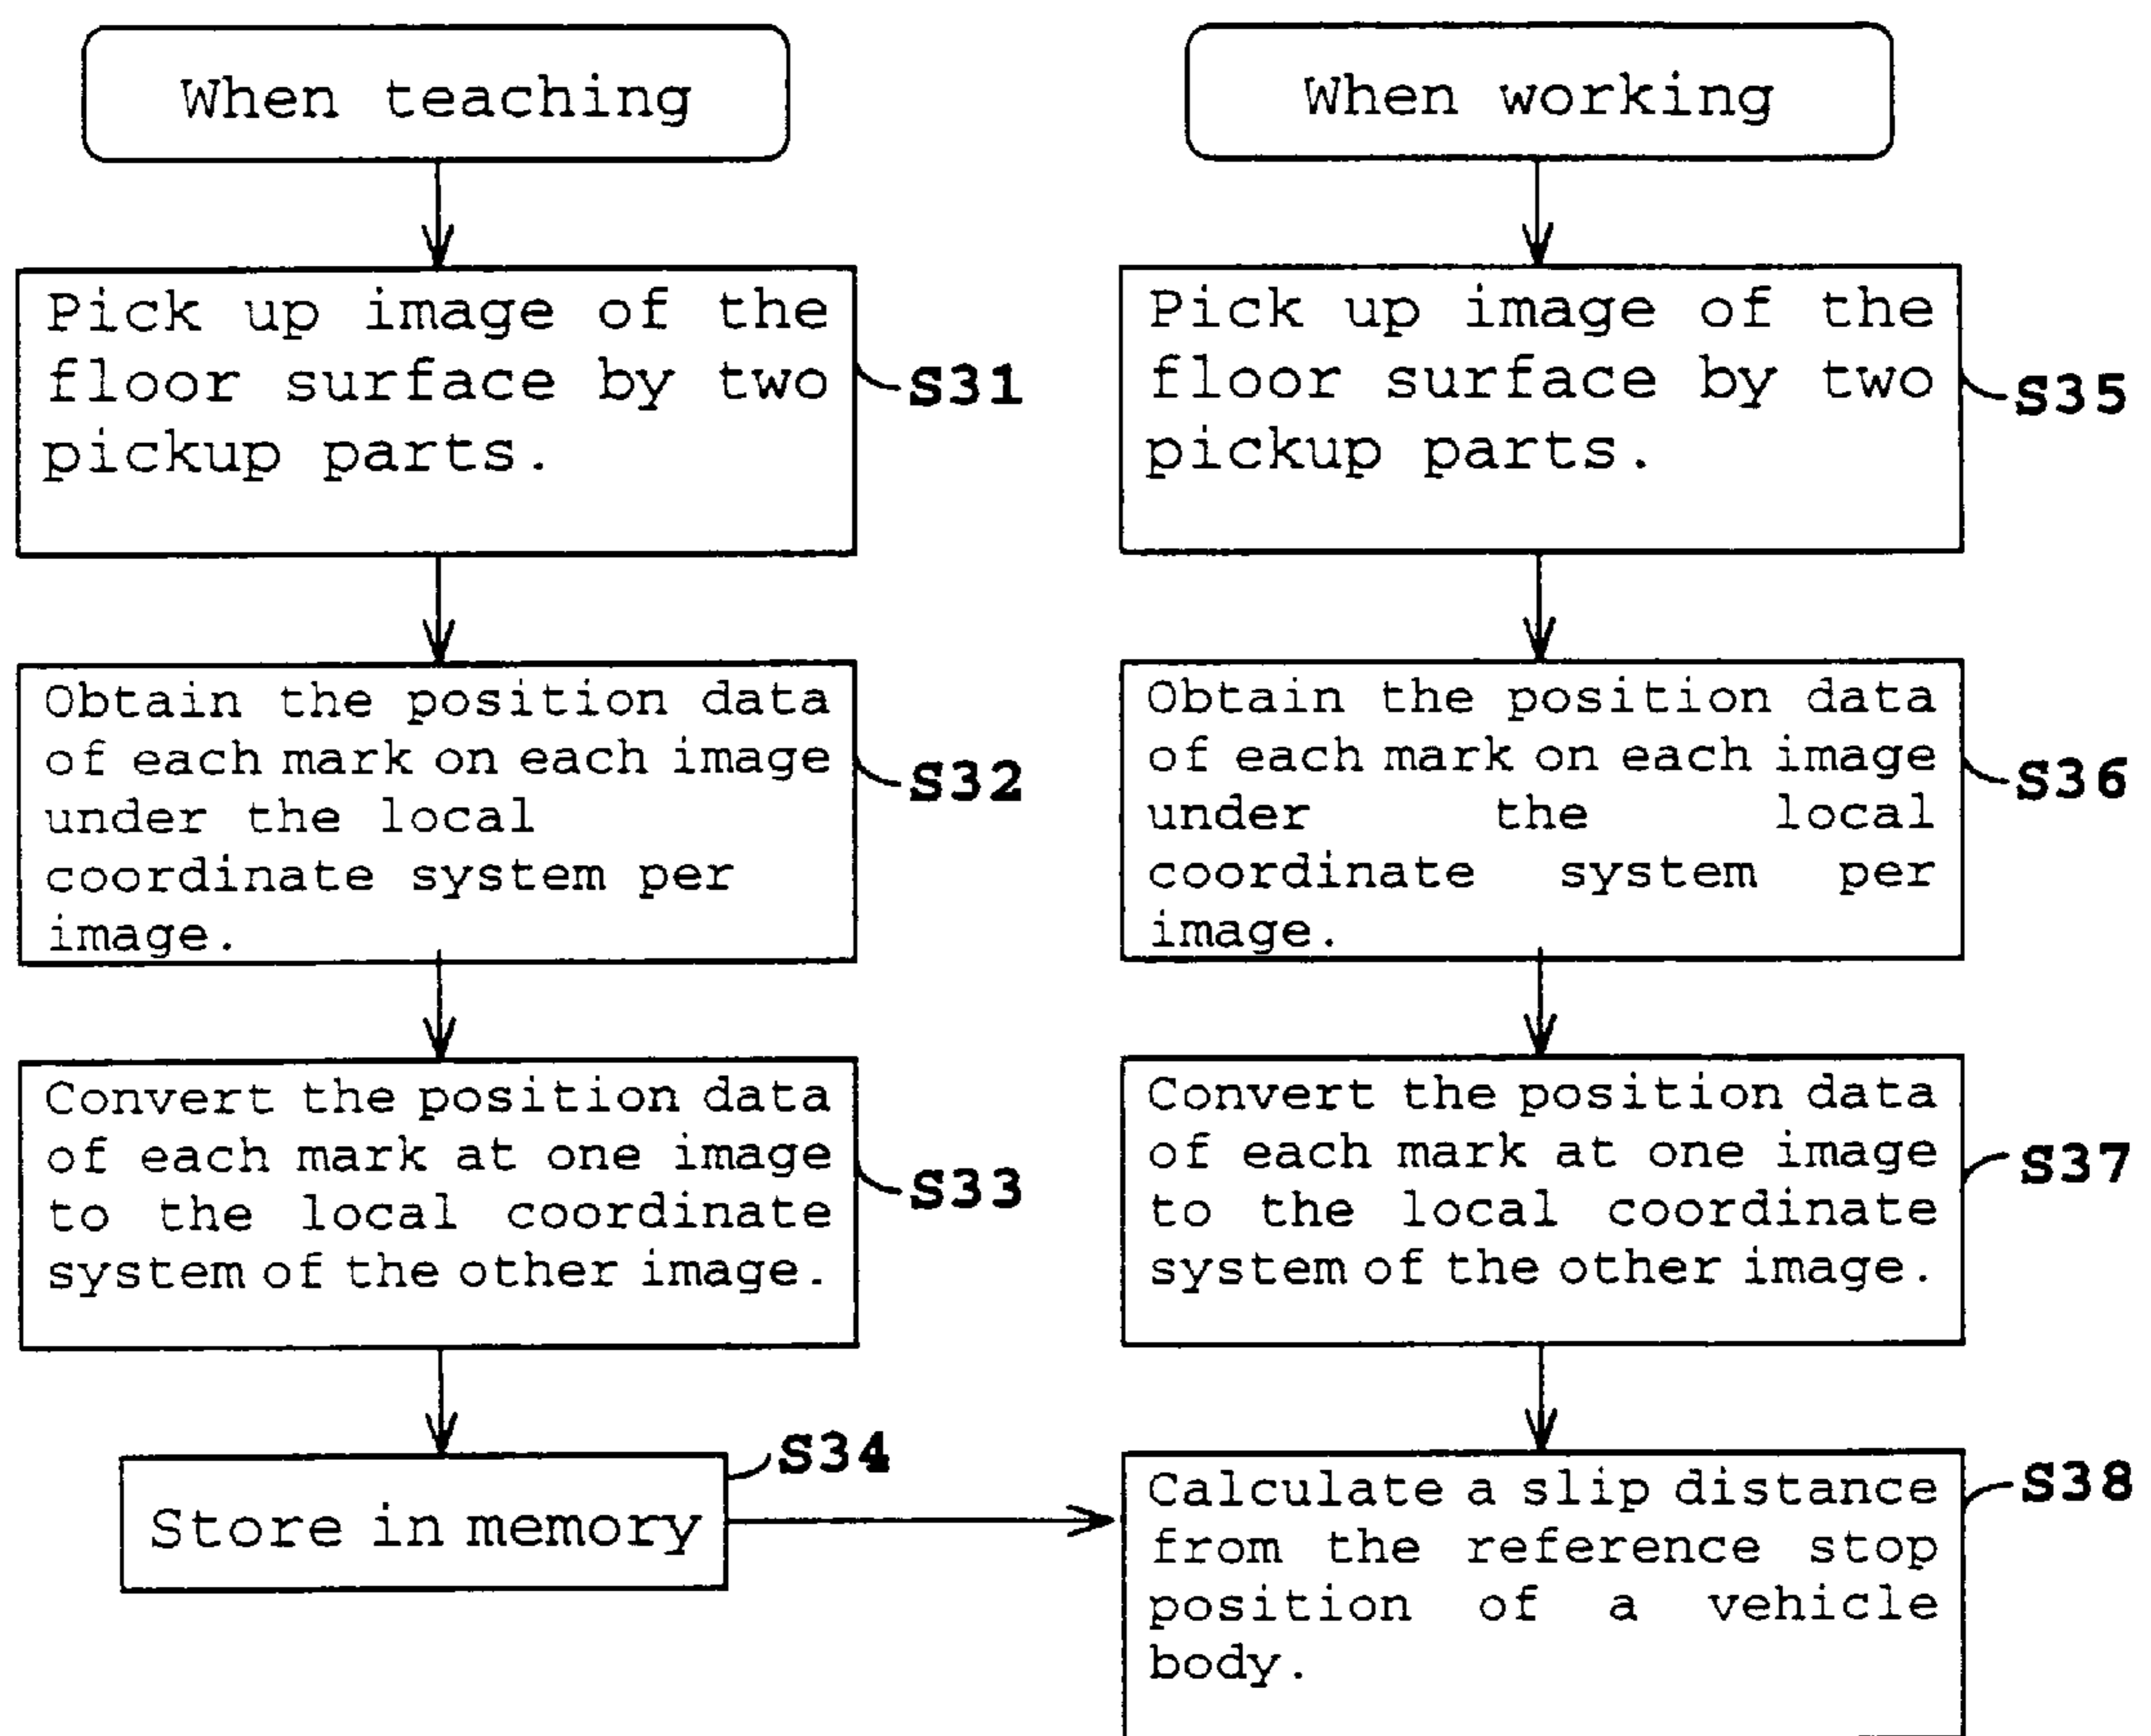 When teaching
Pick up image of the
floor surface by two
pickup parts.
S31
Obtain the position data
of each mark on each image
under the local
coordinate system per
image.
S32
Convert the position data
of each mark at one image
to the local coordinate
system of the other image.
S33
Store in memory
S34
When working
Pick up image of the
floor surface by two
pickup parts.
S35
Obtain the position data
of each mark on each image
under the local
coordinate system per
image.
S36
Convert the position data
of each mark at one image
to the local coordinate
system of the other image.
S37
Calculate a slip distance
from the reference stop
position of a vehicle
body.
S38